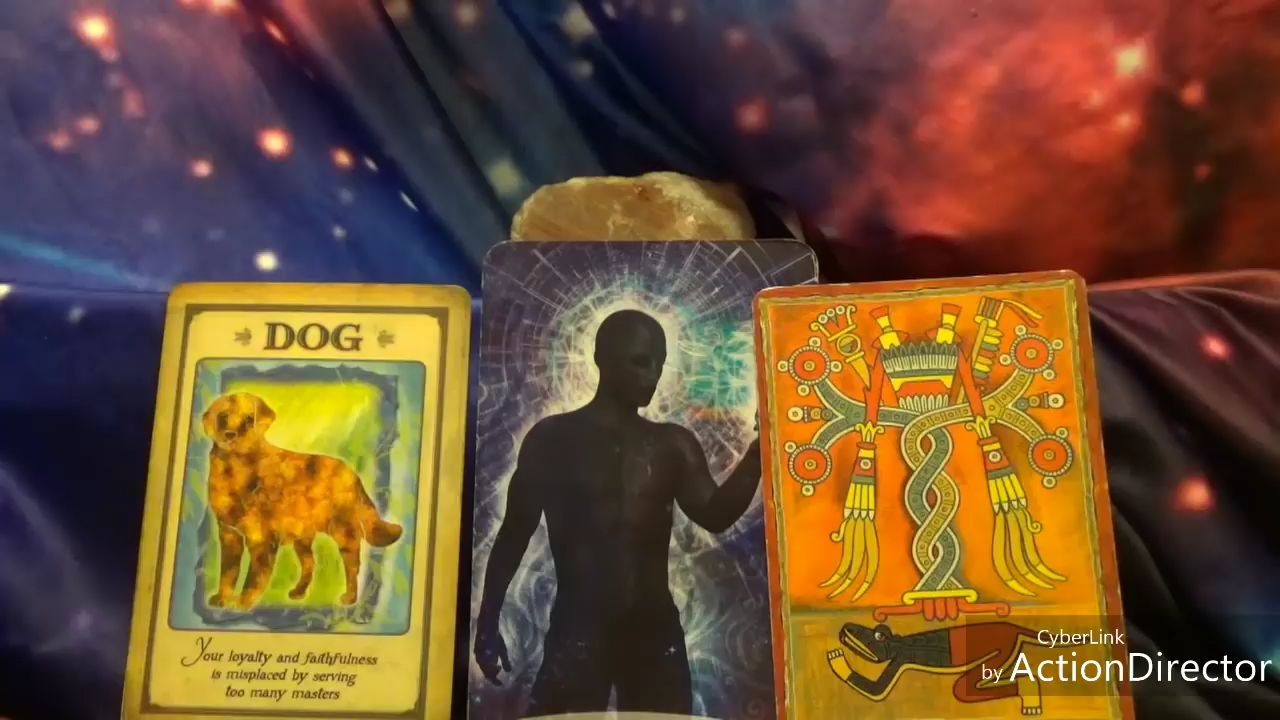 DOG
Your loyalty and faithfulness
is misplaced by serving
too many masters
CyberLink
by ActionDirector